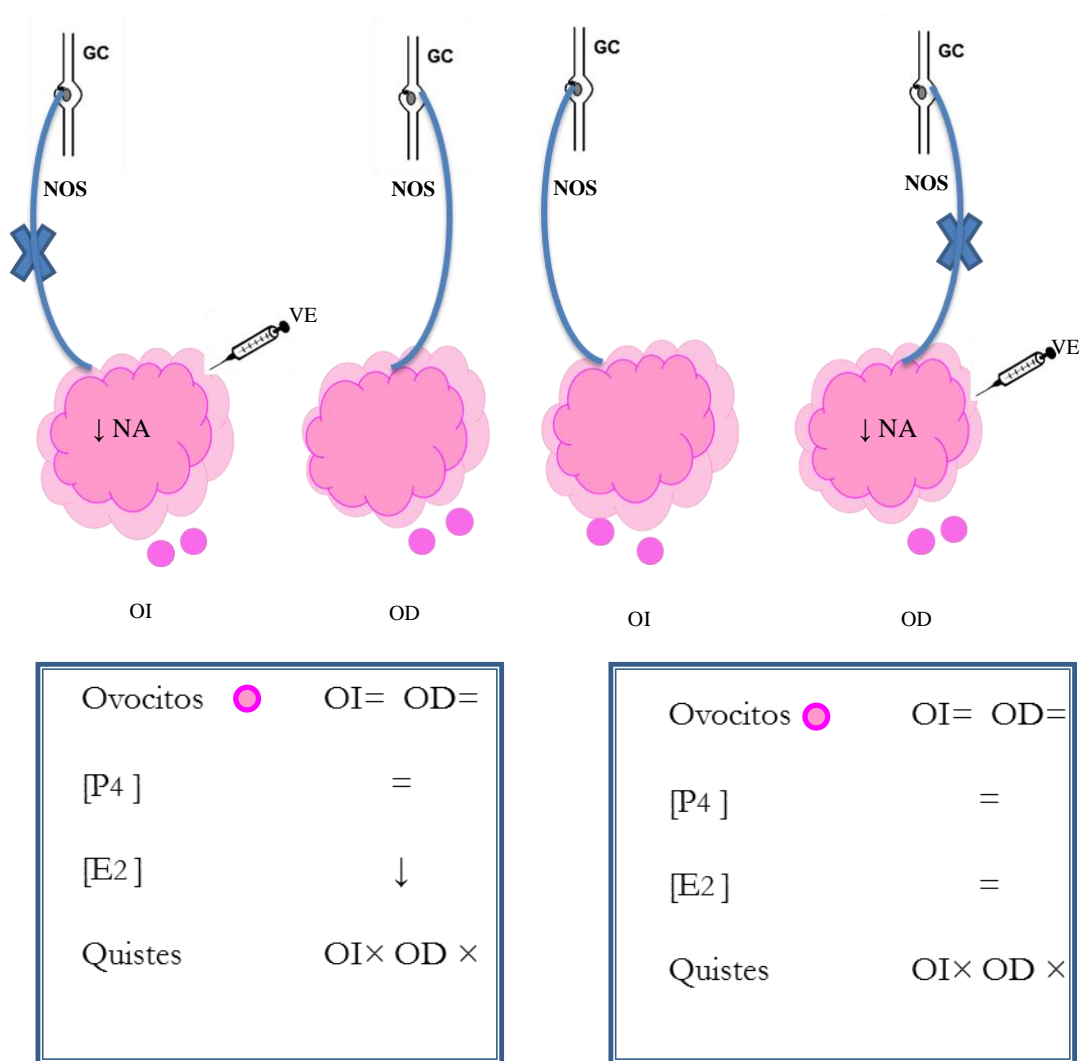 GC GC GC GC
NOS NOS NOS NOS
VE VE
↓ NA ↓ NA
OI OD OI OD
Ovocitos OI= OD=
[P4 ] =
[E2 ] ↓
Quistes OI× OD ×
Ovocitos OI= OD=
[P4 ] =
[E2 ] =
Quistes OI× OD ×